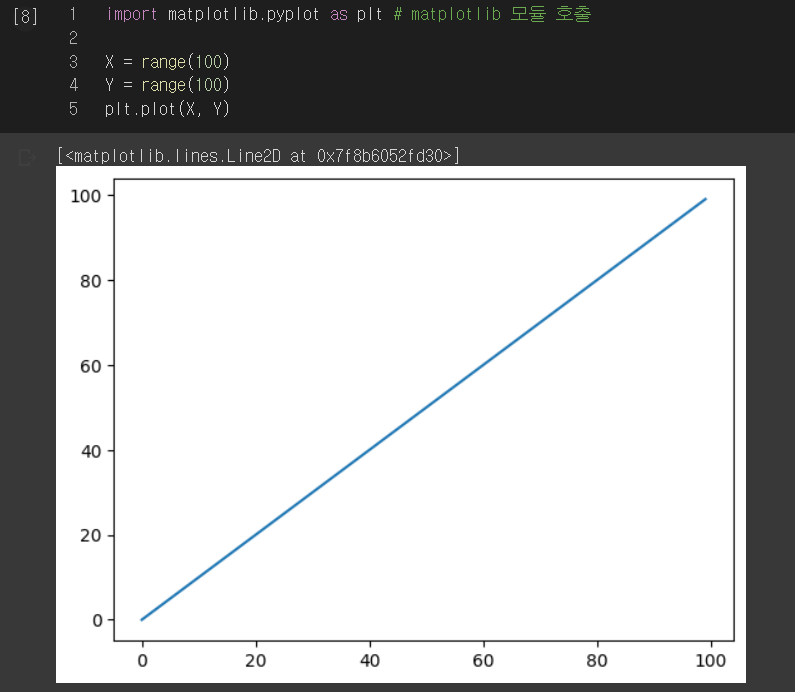 [8] 1 import matplotlib.pyplot as plt # matplotlib 모듈 호출
2
3 X = range(100)
4 Y = range(100)
5 plt.plot(X, Y)
[<matplotlib.lines.Line2D at 0x7f8b6052fd30>]
100
80
60
40
20
0
0 20 40 60 80 100